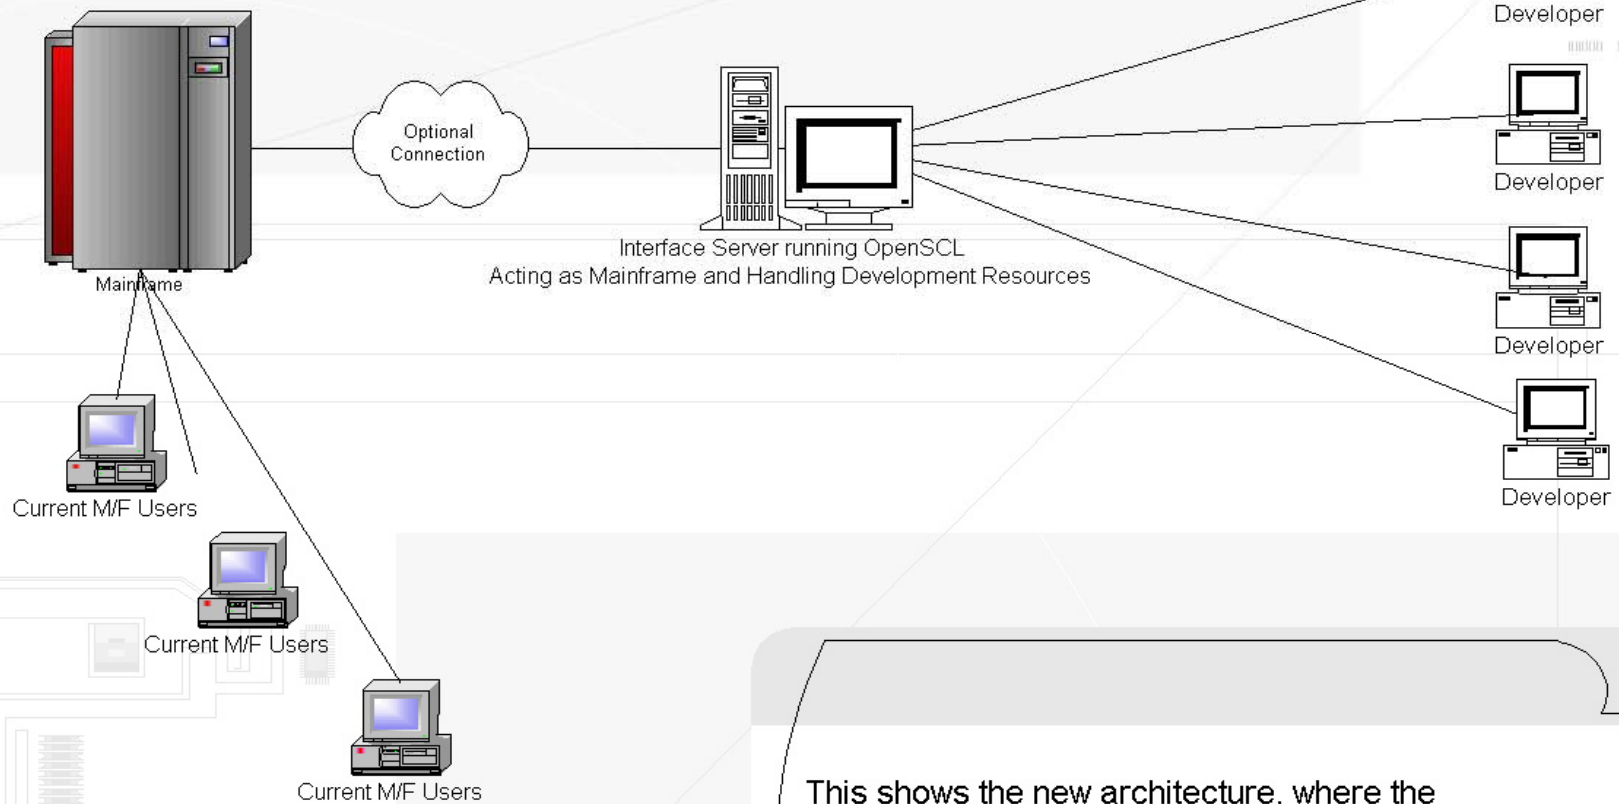 Developer
Optional
Connection
Developer
Interface Server running OpenSCL
Acting as Mainframe and Handling Development Resources
Mainframe
Developer
Current M/F Users
Developer
Current M/F Users
Current M/F Users
This shows the new architecture, where the